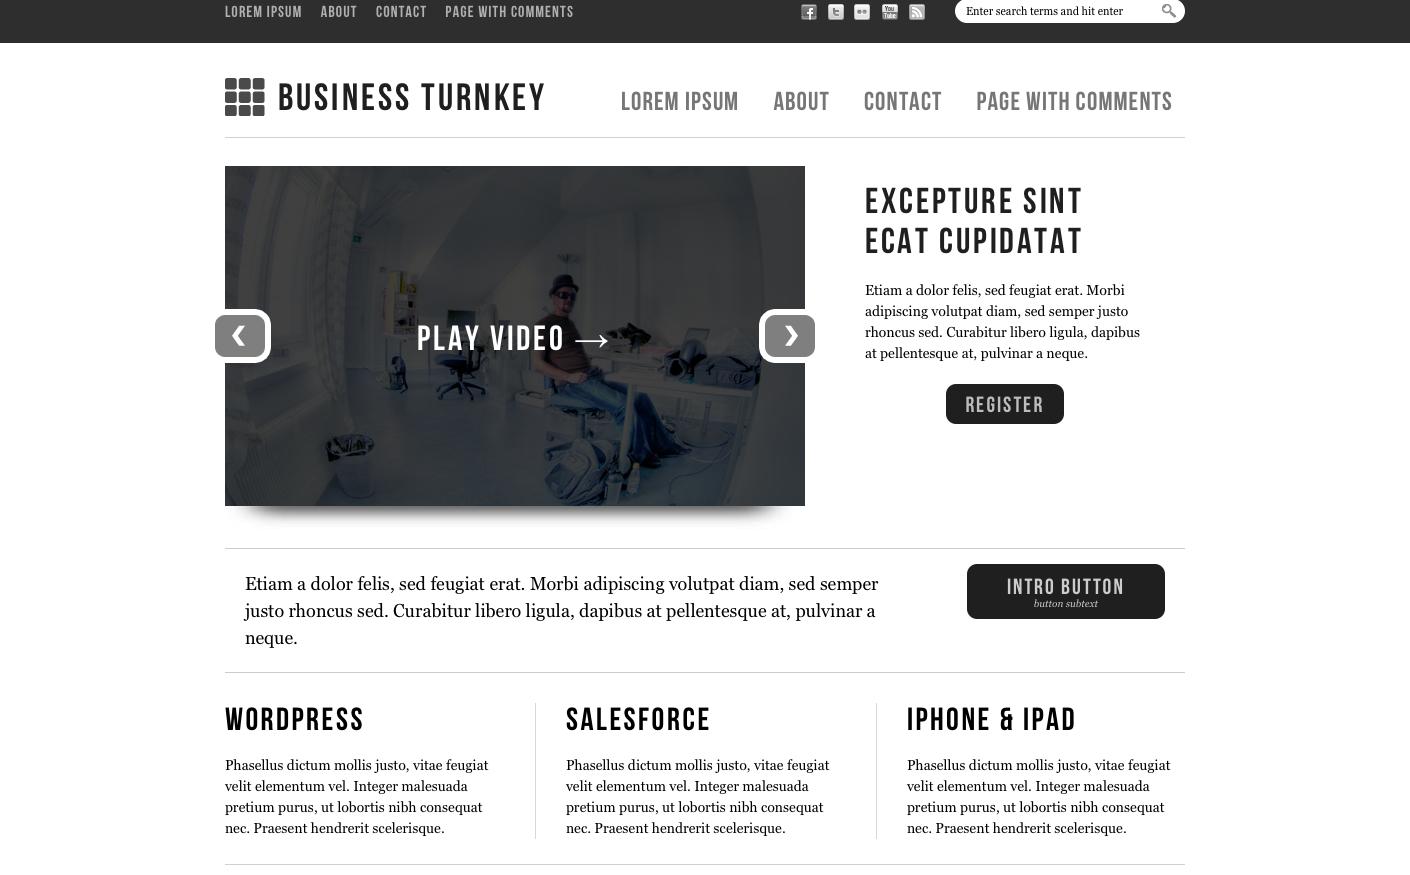 LOREM IPSUM ABOUT CONTACT PAGE WITH COMMENTS
You Tube
Enter search terms and hit enter
BUSINESS TURNKEY
LOREM IPSUM ABOUT CONTACT PAGE WITH COMMENTS
PLAY VIDEO →
EXCEPTURE SINT
ECAT CUPIDATAT
Etiam a dolor felis, sed feugiat erat. Morbi
adipiscing volutpat diam, sed semper justo
rhoncus sed. Curabitur libero ligula, dapibus
at pellentesque at, pulvinar a neque.
REGISTER
Etiam a dolor felis, sed feugiat erat. Morbi adipiscing volutpat diam, sed semper
justo rhoncus sed. Curabitur libero ligula, dapibus at pellentesque at, pulvinar a
neque.
INTRO BUTTON
button subtext
WORDPRESS
Phasellus dictum mollis justo, vitae feugiat
velit elementum vel. Integer malesuada
pretium purus, ut lobortis nibh consequat
nec. Praesent hendrerit scelerisque.
SALESFORCE
Phasellus dictum mollis justo, vitae feugiat
velit elementum vel. Integer malesuada
pretium purus, ut lobortis nibh consequat
nec. Praesent hendrerit scelerisque.
IPHONE & IPAD
Phasellus dictum mollis justo, vitae feugiat
velit elementum vel. Integer malesuada
pretium purus, ut lobortis nibh consequat
nec. Praesent hendrerit scelerisque.